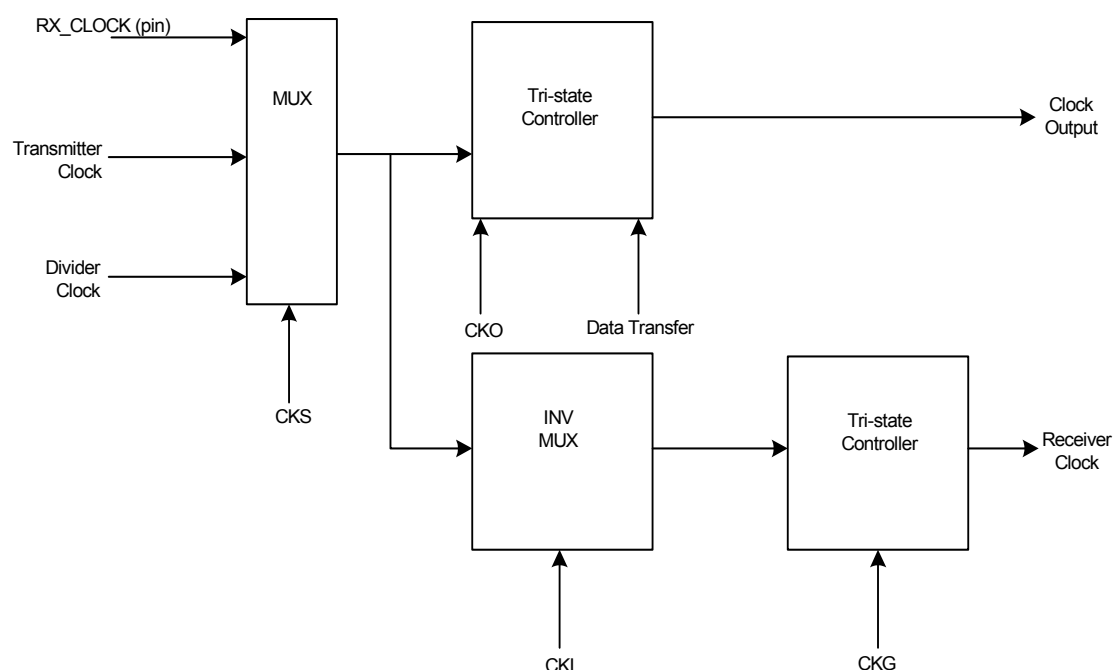 RX_CLOCK (pin)
MUX
Tri-state
Controller
Clock
Output
Transmitter
Clock
Divider
Clock
CKO
Data Transfer
CKS
INV
MUX
Tri-state
Controller
Receiver
Clock
CKI
CKG